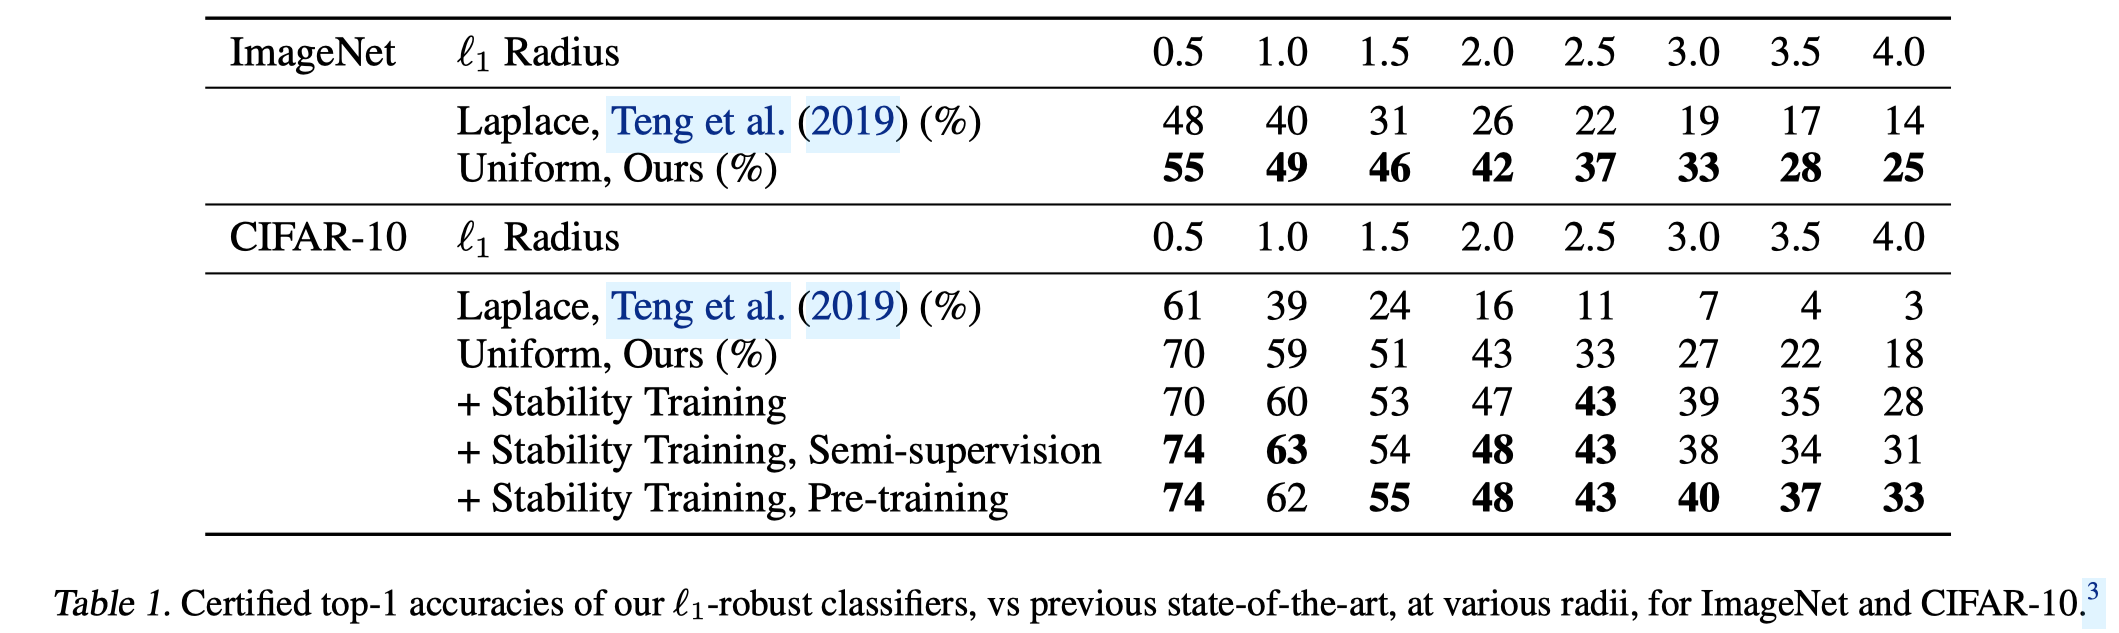 ImageNet ℓ1 Radius 0.5 1.0 1.5 2.0 2.5 3.0 3.5 4.0
Laplace, Teng et al. (2019) (%) 48 40 31 26 22 19 17 14
Uniform, Ours (%) 55 49 46 42 37 33 28 25
CIFAR-10 ℓ1 Radius 0.5 1.0 1.5 2.0 2.5 3.0 3.5 4.0
Laplace, Teng et al. (2019) (%) 61 39 24 16 11 7 4 3
Uniform, Ours (%) 70 59 51 43 33 27 22 18
+ Stability Training 70 60 53 47 43 39 35 28
+ Stability Training, Semi-supervision 74 63 54 48 43 38 34 31
+ Stability Training, Pre-training 74 62 55 48 43 40 37 33
Table 1. Certified top-1 accuracies of our ℓ1-robust classifiers, vs previous state-of-the-art, at various radii, for ImageNet and CIFAR-10.3